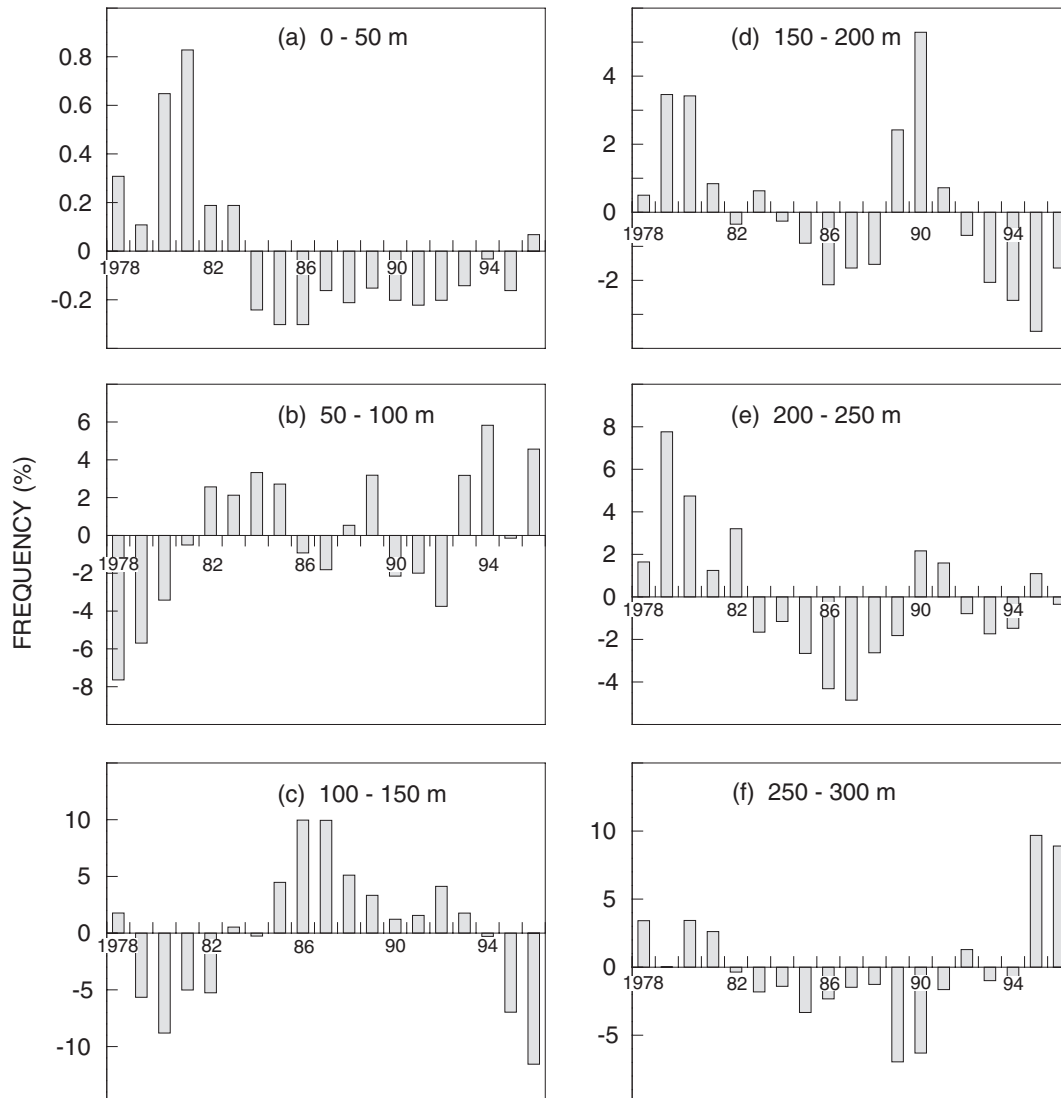 FREQUENCY (%)
(a) 0 - 50 m
0.8
0.6
0.4
0.2
0
-0.2
1978 82 86 90 94
(b) 50 - 100 m
6
4
2
0
-2
-4
-6
-8
1978 82 86 90 94
(c) 100 - 150 m
10
5
0
-5
-10
1978 82 86 90 94
(d) 150 - 200 m
4
2
0
-2
1978 82 86 90 94
(e) 200 - 250 m
8
6
4
2
0
-2
-4
1978 82 86 90 94
(f) 250 - 300 m
10
5
0
-5
1978 82 86 90 94